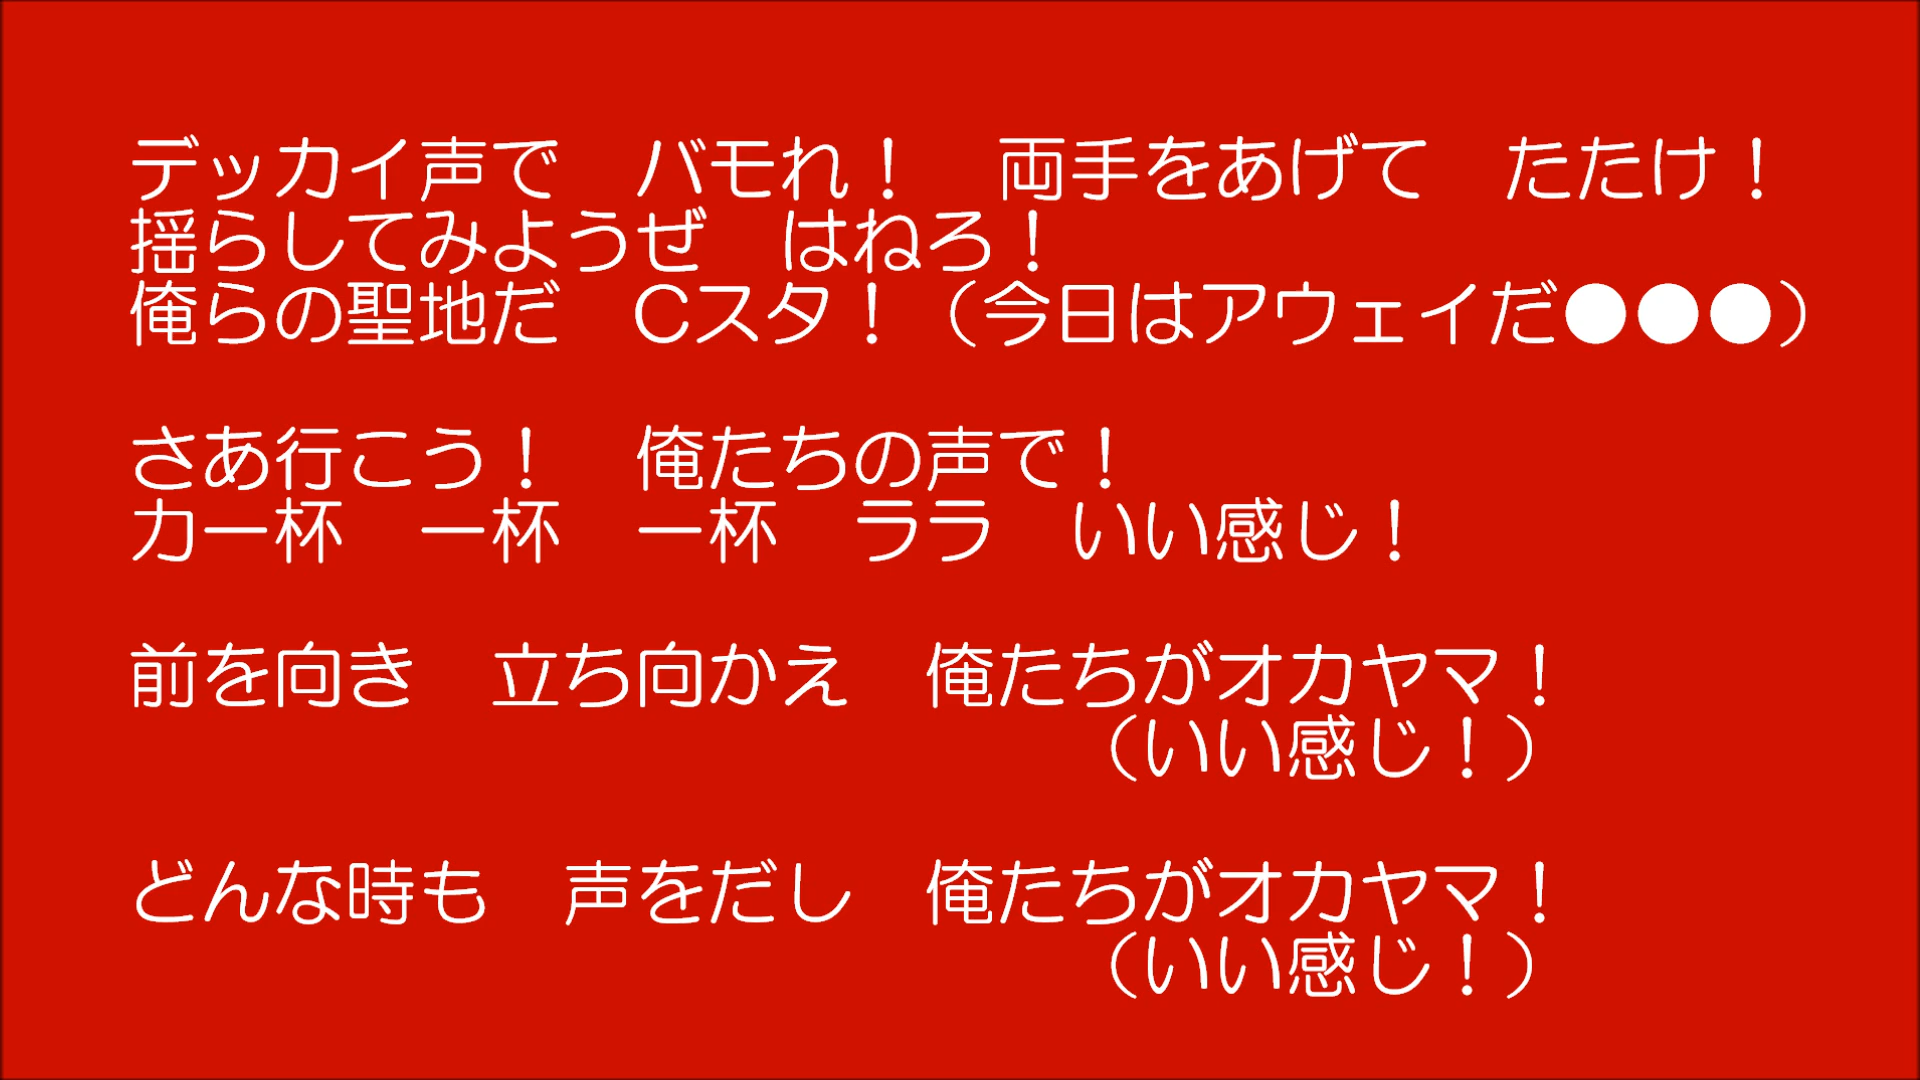 デッカイ声で　バモれ！　両手をあげて　たたけ！
揺らしてみようぜ　はねろ！
俺らの聖地だ　Cスタ！（今日はアウェイだ●●●）
さあ行こう！　俺たちの声で！
力一杯　一杯　一杯　ララ　いい感じ！
前を向き　立ち向かえ　俺たちがオカヤマ！
（いい感じ！）
どんな時も　声をだし　俺たちがオカヤマ！
（いい感じ！）